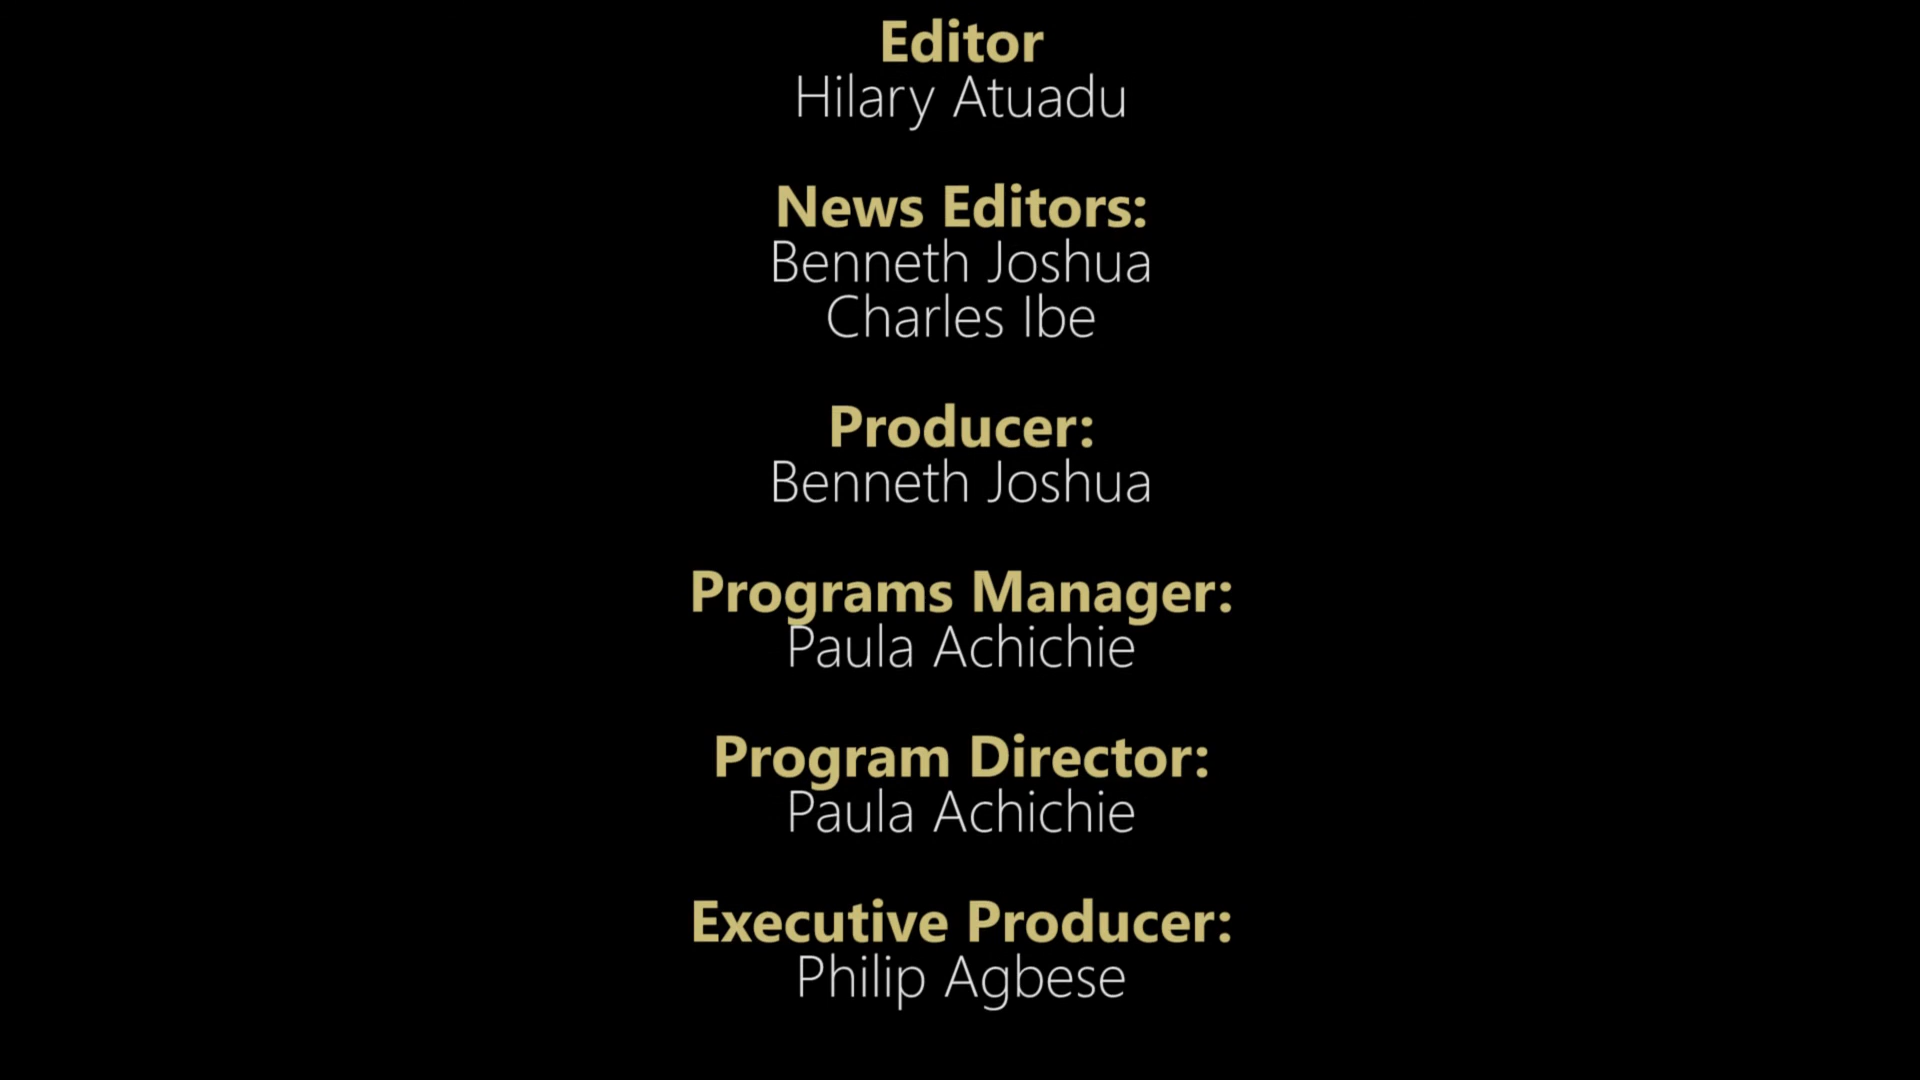 Editor
Hilary Atuadu
News Editors:
Benneth Joshua
Charles Ibe
Producer:
Benneth Joshua
Programs Manager:
Paula Achichie
Program Director:
Paula Achichie
Executive Producer:
Philip Agbese